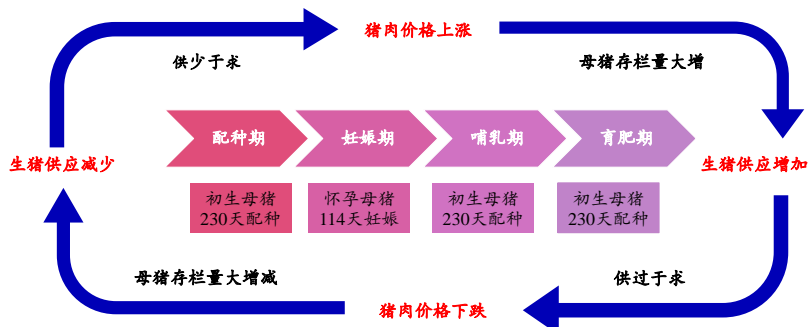 猪肉价格上涨
供少于求
母猪存栏量大增
配种期
妊娠期
哺乳期
育肥期
生猪供应减少
生猪供应增加
初生母猪
230天配种
怀孕母猪
114天妊娠
初生母猪
230天配种
初生母猪
230天配种
母猪存栏量大增减
供过于求
猪肉价格下跌